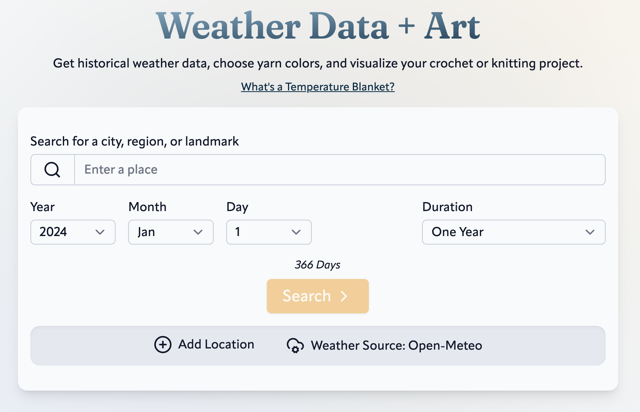 Weather Data + Art
Get historical weather data, choose yarn colors, and visualize your crochet or knitting project.
What's a Temperature Blanket?
Search for a city, region, or landmark
Enter a place
Year Month Day Duration
2024 Jan 1 One Year
366 Days
Search
Add Location Weather Source: Open-Meteo